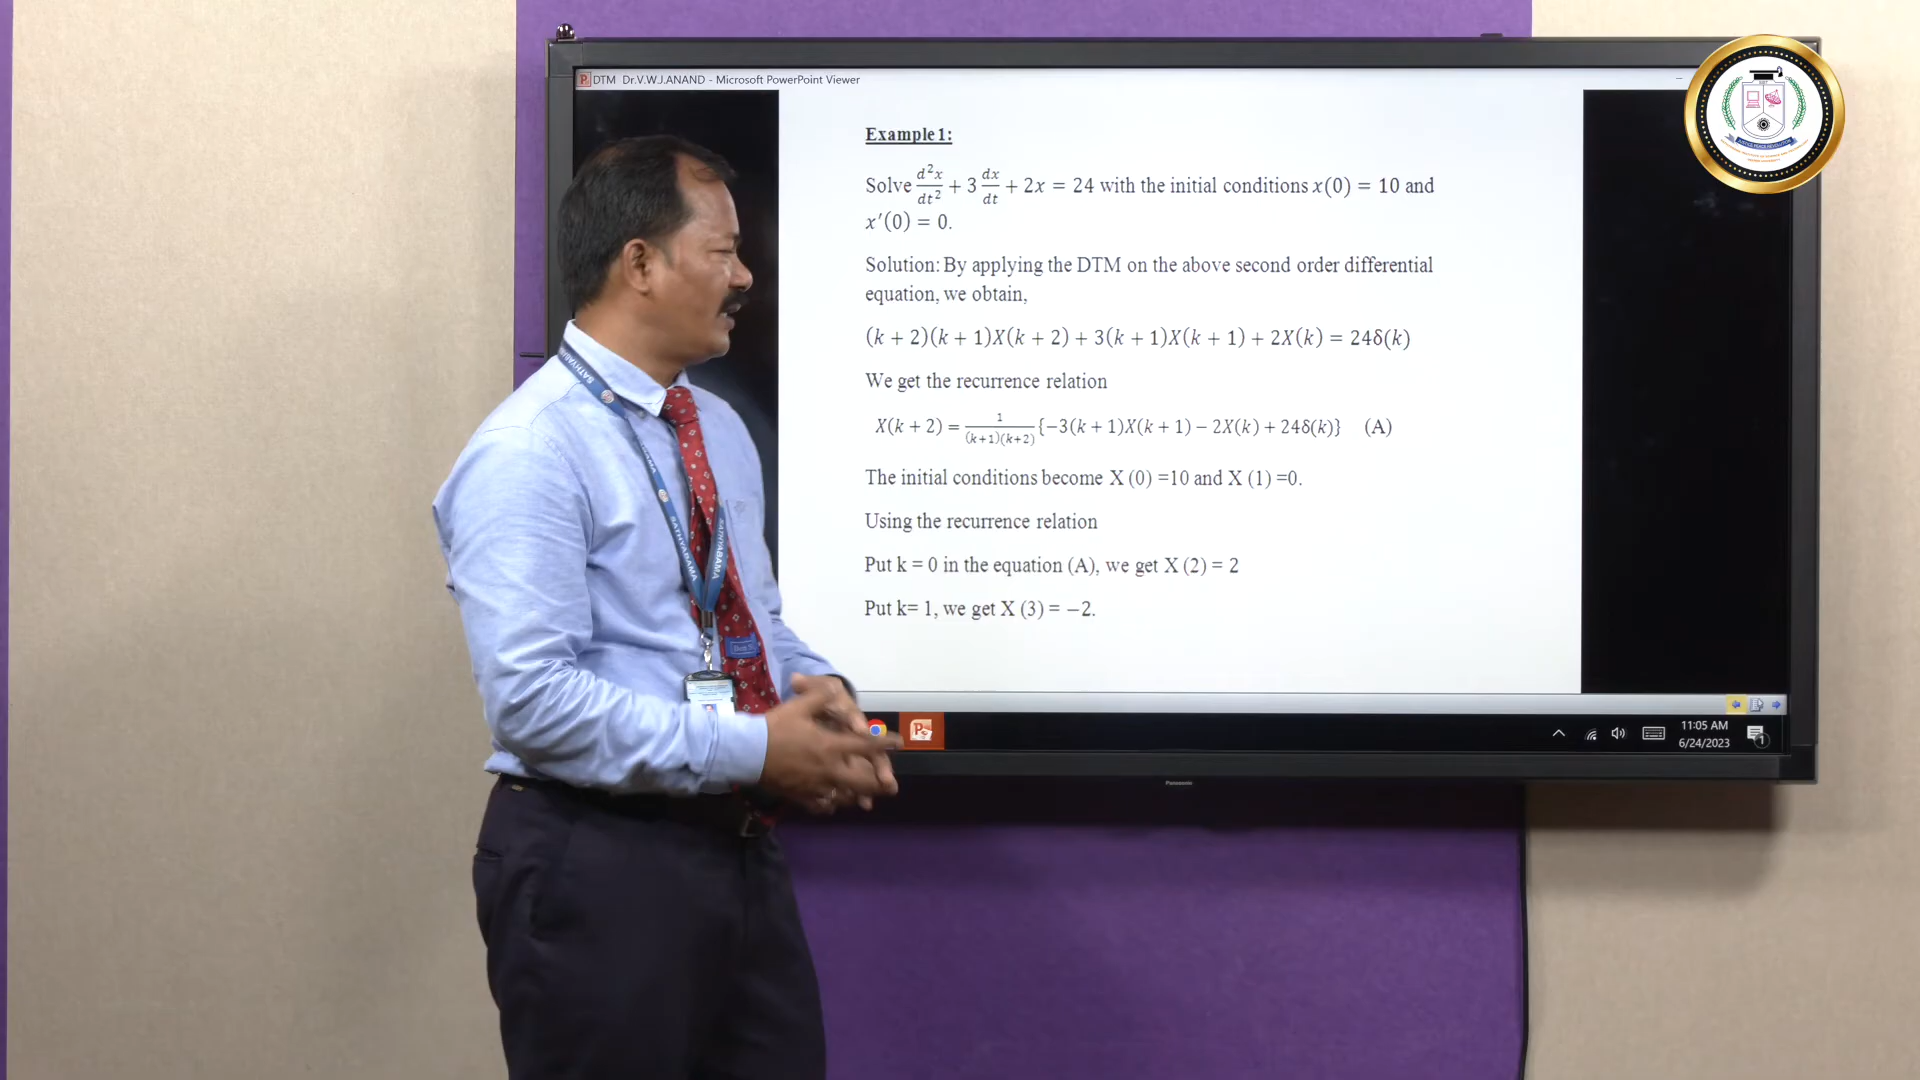 DTM Dr.V.W.J.ANAND - Microsoft PowerPoint Viewer
Example 1:
Solve d²x/dt² + 3 dx/dt + 2x = 24 with the initial conditions x(0) = 10 and
x′(0) = 0.
Solution: By applying the DTM on the above second order differential
equation, we obtain,
(k + 2)(k + 1)X(k + 2) + 3(k + 1)X(k + 1) + 2X(k) = 24δ(k)
We get the recurrence relation
X(k + 2) = 1/(k+1)(k+2) {−3(k + 1)X(k + 1) − 2X(k) + 24δ(k)} (A)
The initial conditions become X (0) =10 and X (1) =0.
Using the recurrence relation
Put k = 0 in the equation (A), we get X (2) = 2
Put k= 1, we get X (3) = −2.
11:05 AM
6/24/2023
1
Panasonic
SATHYABAMA
SATHYABAMA
SATHYABAMA